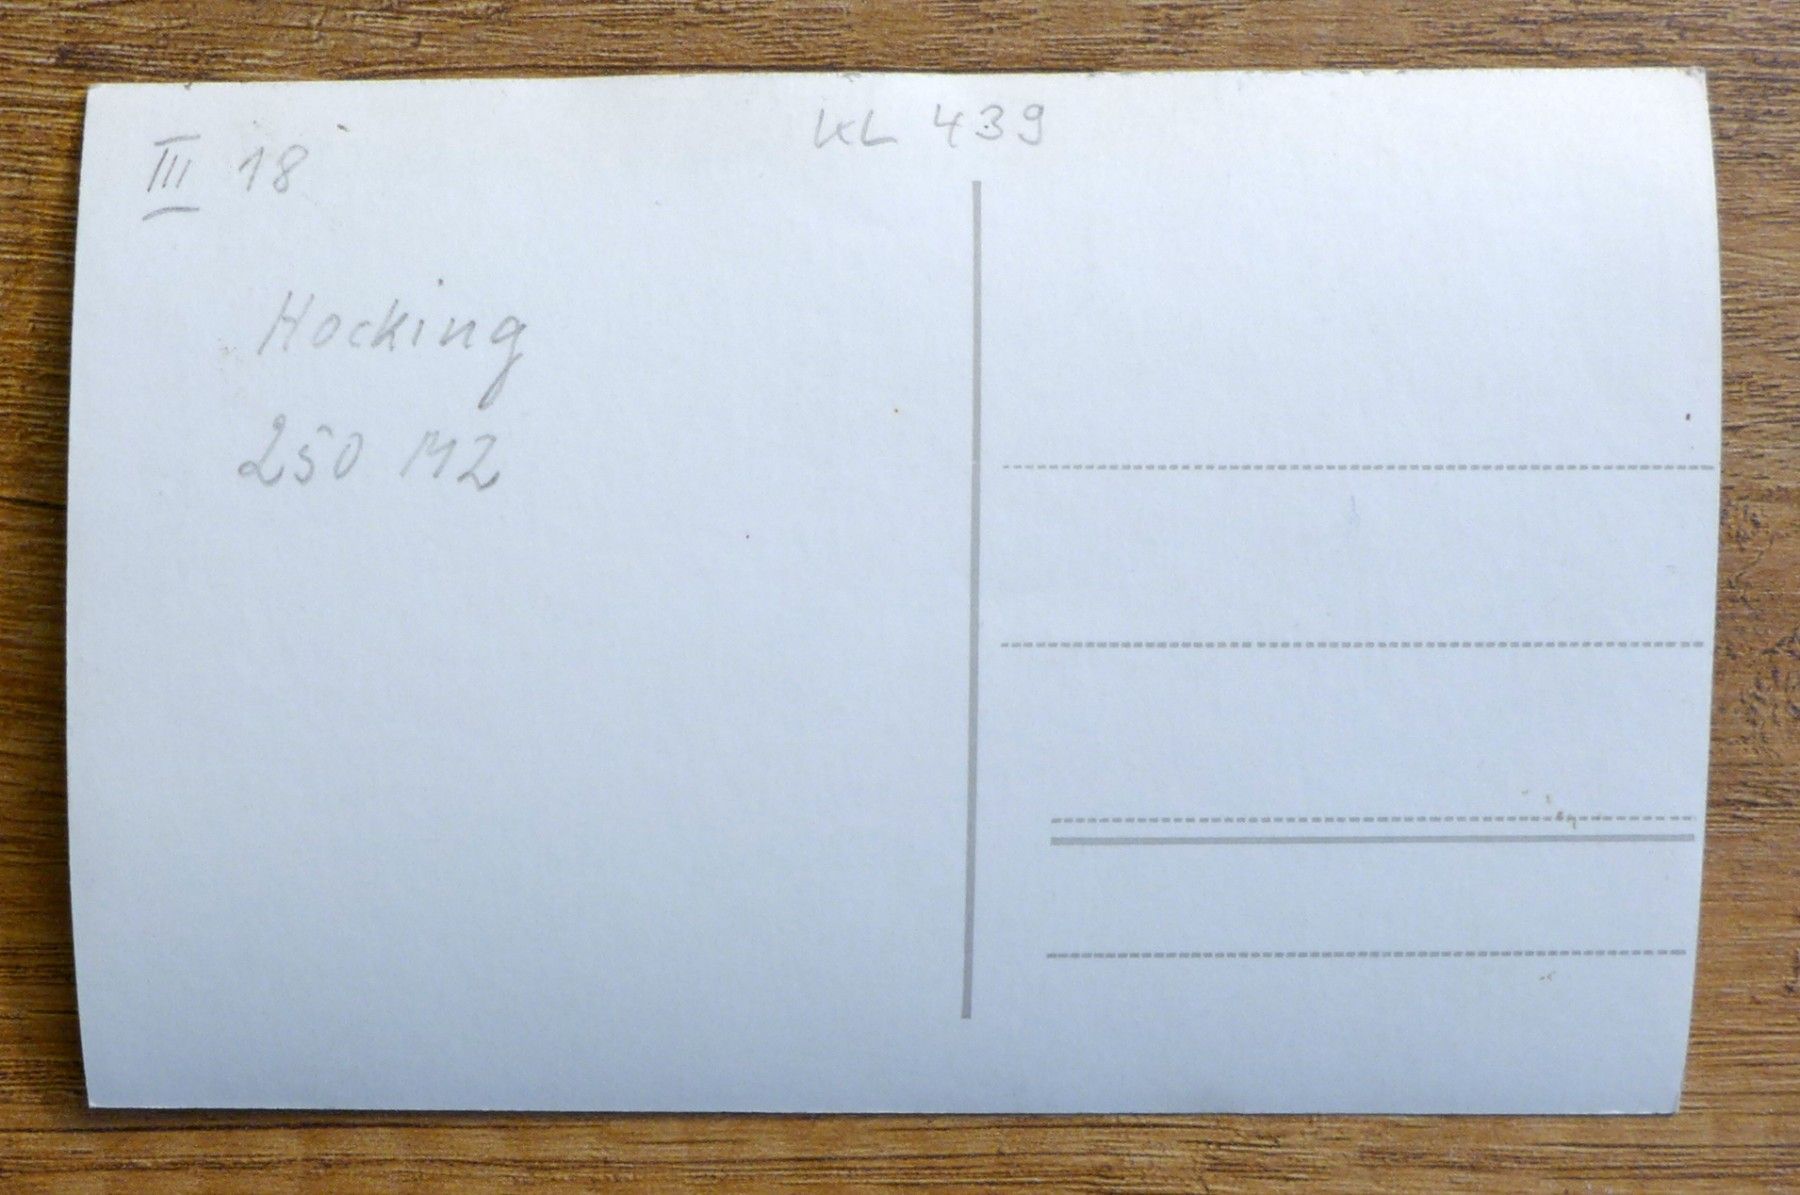 KL 439
III 18
Hocking
250 MZ